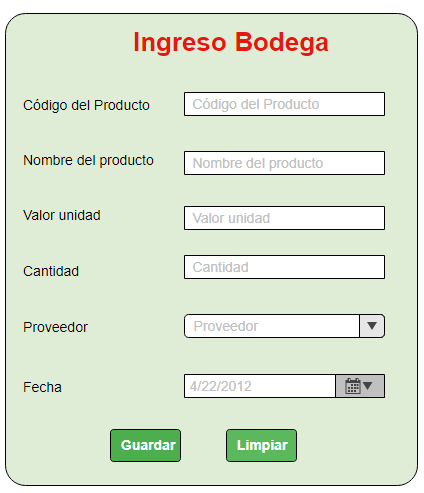 Ingreso Bodega
Código del Producto Código del Producto
Nombre del producto Nombre del producto
Valor unidad Valor unidad
Cantidad Cantidad
Proveedor Proveedor
Fecha 4/22/2012
Guardar Limpiar